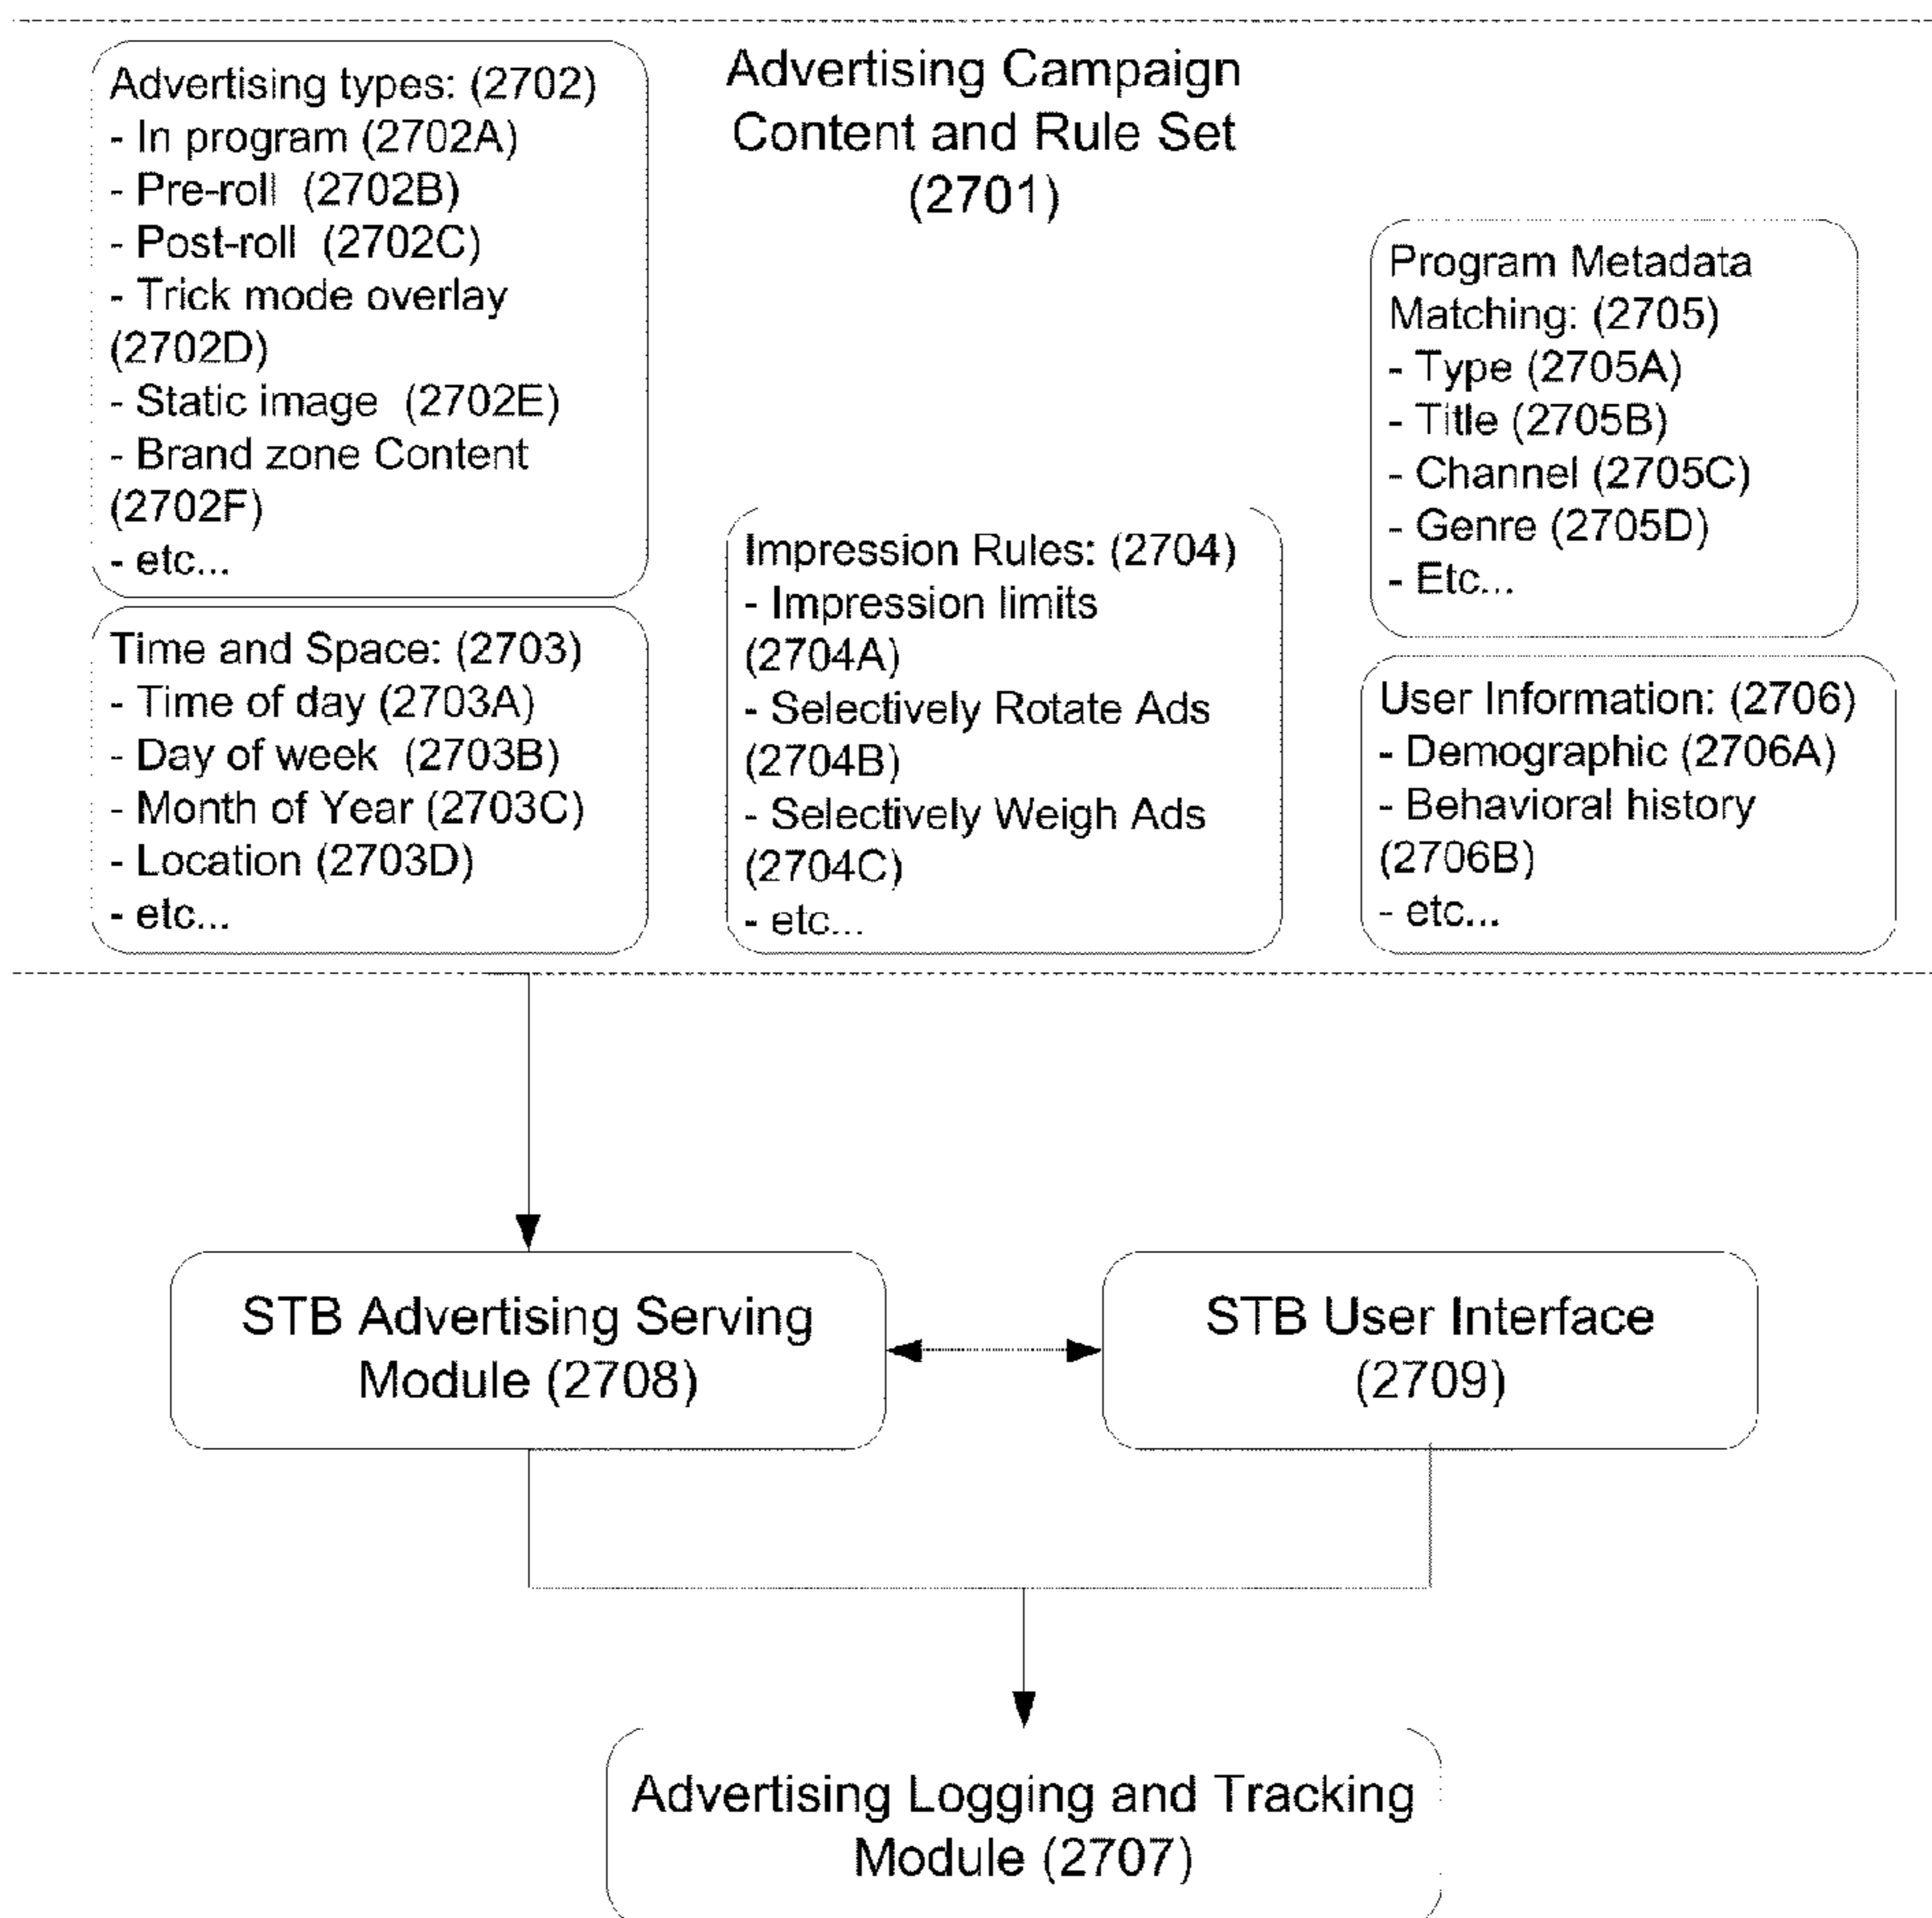 Advertising types: (2702)
- In program (2702A)
- Pre-roll (2702B)
- Post-roll (2702C)
- Trick mode overlay
(2702D)
- Static image (2702E)
- Brand zone Content
(2702F)
- etc...
Advertising Campaign
Content and Rule Set
(2701)
Program Metadata
Matching: (2705)
- Type (2705A)
- Title (2705B)
- Channel (2705C)
- Genre (2705D)
- Etc...
Time and Space: (2703)
- Time of day (2703A)
- Day of week (2703B)
- Month of Year (2703C)
- Location (2703D)
- etc...
Impression Rules: (2704)
- Impression limits
(2704A)
- Selectively Rotate Ads
(2704B)
- Selectively Weigh Ads
(2704C)
- etc...
User Information: (2706)
- Demographic (2706A)
- Behavioral history
(2706B)
- etc...
STB Advertising Serving
Module (2708)
STB User Interface
(2709)
Advertising Logging and Tracking
Module (2707)